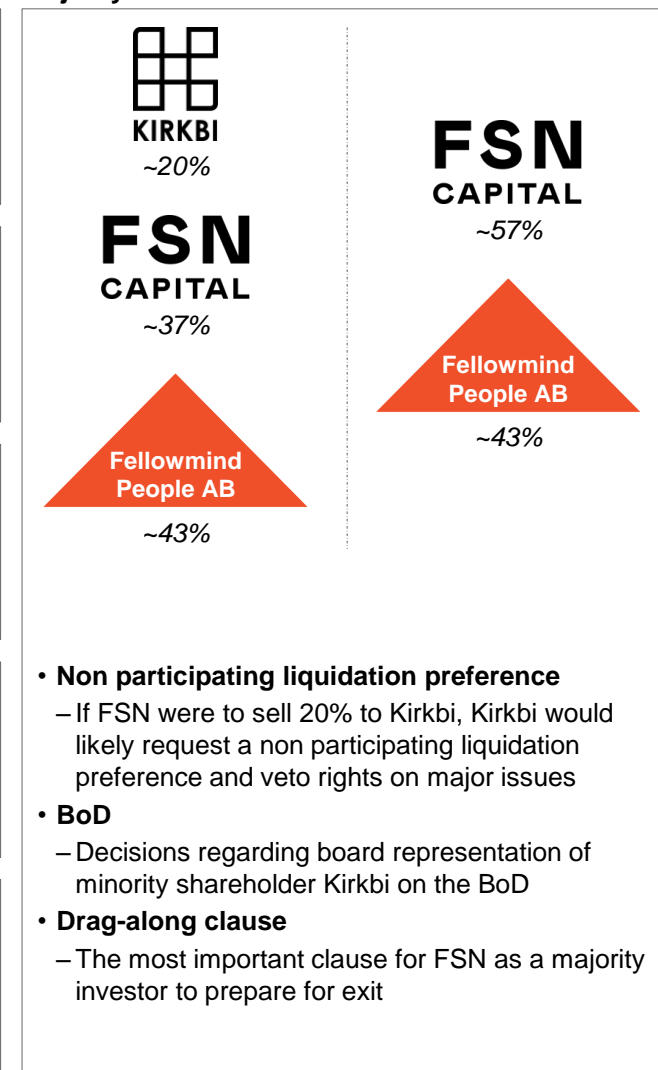 KIRKBI
~20%
FSN
CAPITAL
~37%
Fellowmind
People AB
~43%
FSN
CAPITAL
~57%
Fellowmind
People AB
~43%
• Non participating liquidation preference
– If FSN were to sell 20% to Kirkbi, Kirkbi would
likely request a non participating liquidation
preference and veto rights on major issues
• BoD
– Decisions regarding board representation of
minority shareholder Kirkbi on the BoD
• Drag-along clause
– The most important clause for FSN as a majority
investor to prepare for exit